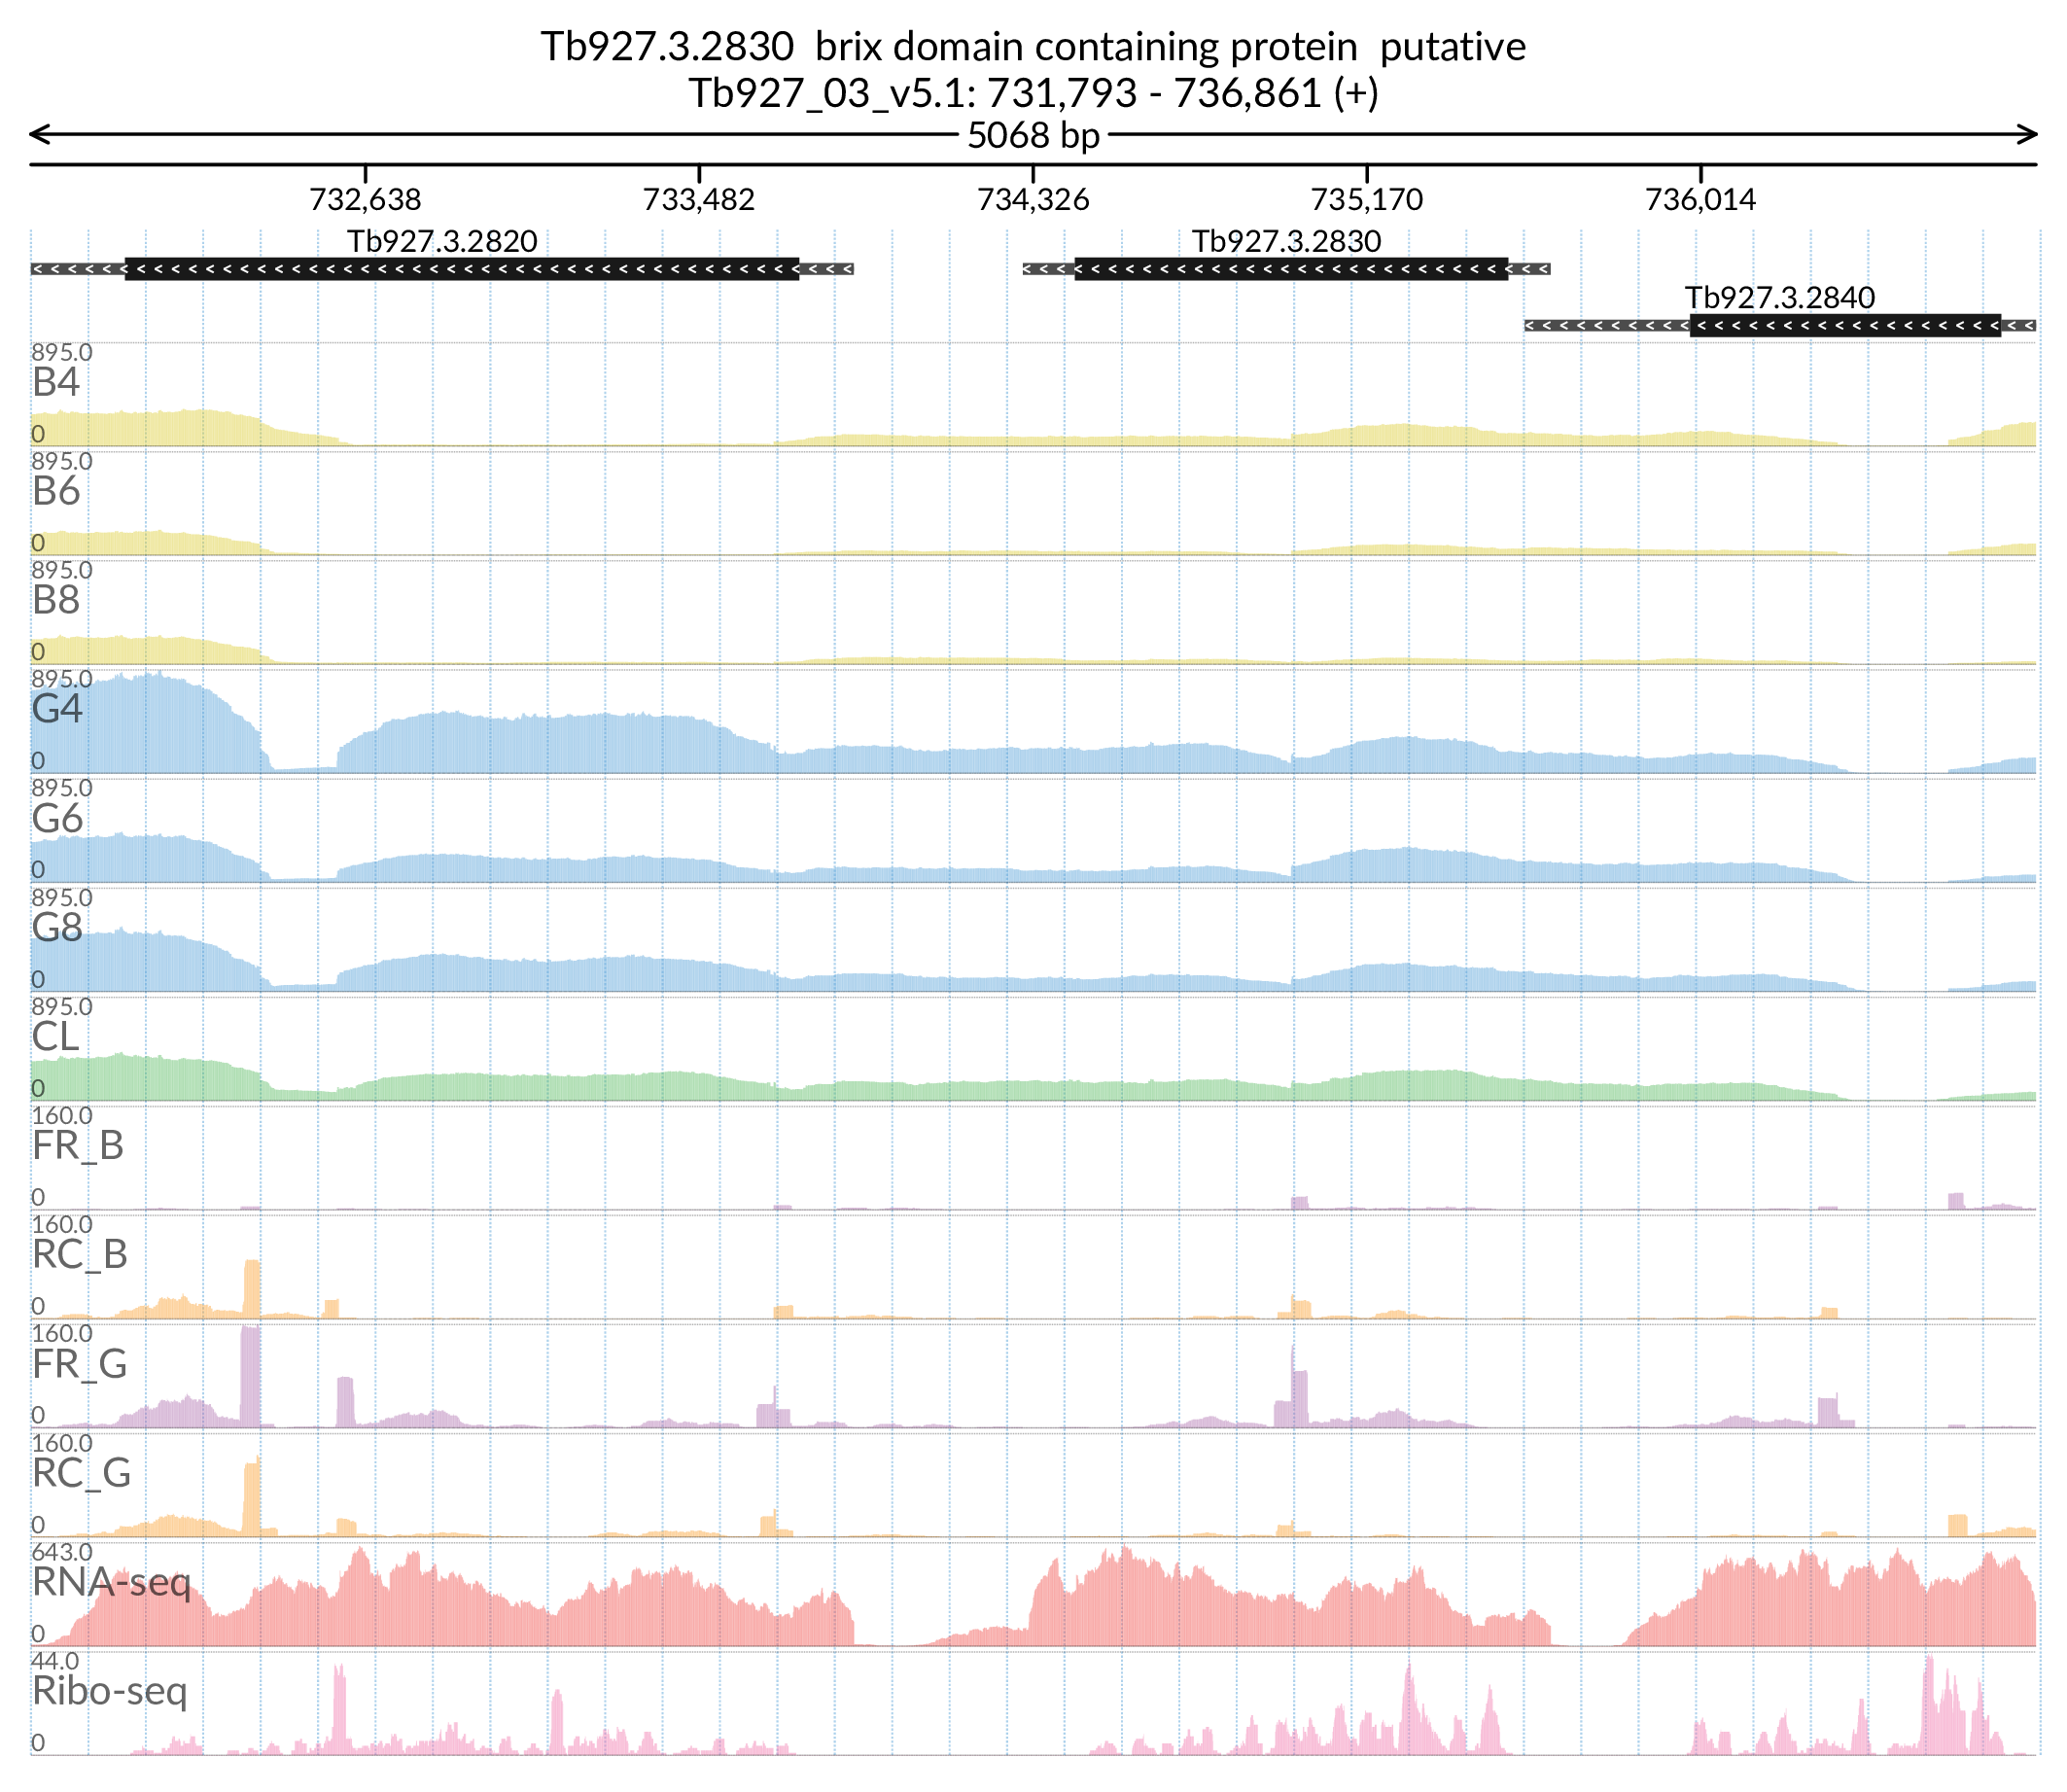 Tb927.3.2830  brix domain containing protein  putative
Tb927_03_v5.1: 731,793 - 736,861 (+)
5068 bp
732,638 733,482 734,326 735,170 736,014
Tb927.3.2820 Tb927.3.2830
Tb927.3.2840
895.0
B4
0
895.0
B6
0
895.0
B8
0
895.0
G4
0
895.0
G6
0
895.0
G8
0
895.0
CL
0
160.0
FR_B
0
160.0
RC_B
0
160.0
FR_G
0
160.0
RC_G
0
643.0
RNA-seq
0
44.0
Ribo-seq
0